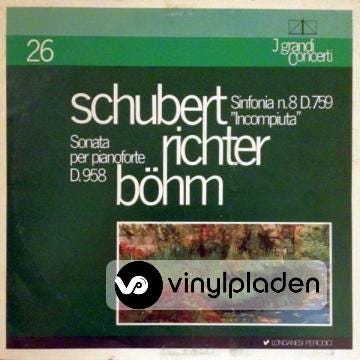 26
I grandi
Concerti
schubert
Sinfonia n.8 D.759
"Incompiuta"
Sonata
per pianoforte
D.958
richter
böhm
vinylpladen
LONGANESI PERIODICI